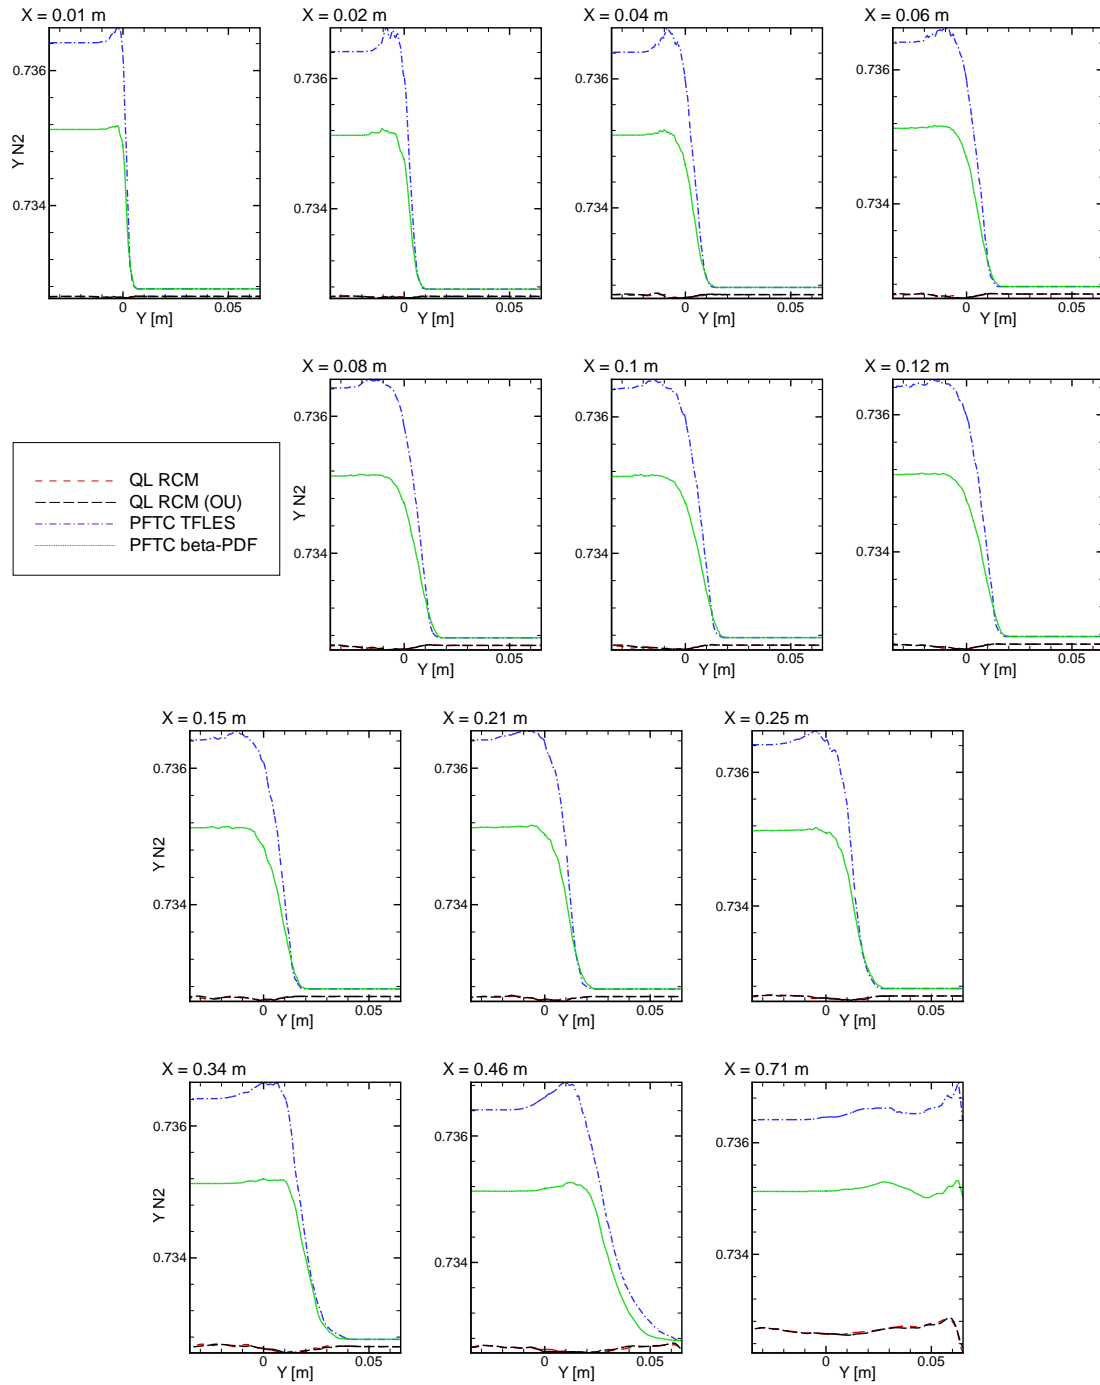 X = 0.01 m
X = 0.02 m
X = 0.04 m
X = 0.06 m
Y N2
0.736
0.734
0
0.05
Y [m]
0.736
0.734
0
0.05
Y [m]
0.736
0.734
0
0.05
Y [m]
0.736
0.734
0
0.05
Y [m]
X = 0.08 m
X = 0.1 m
X = 0.12 m
0.736
0.734
0
0.05
Y [m]
Y N2
0.736
0.734
0
0.05
Y [m]
0.736
0.734
0
0.05
Y [m]
QL RCM
QL RCM (OU)
PFTC TFLES
PFTC beta-PDF
X = 0.15 m
X = 0.21 m
X = 0.25 m
Y N2
0.736
0.734
0
0.05
Y [m]
0.736
0.734
0
0.05
Y [m]
0.736
0.734
0
0.05
Y [m]
X = 0.34 m
X = 0.46 m
X = 0.71 m
Y N2
0.736
0.734
0
0.05
Y [m]
0.736
0.734
0
0.05
Y [m]
0.736
0.734
0
0.05
Y [m]